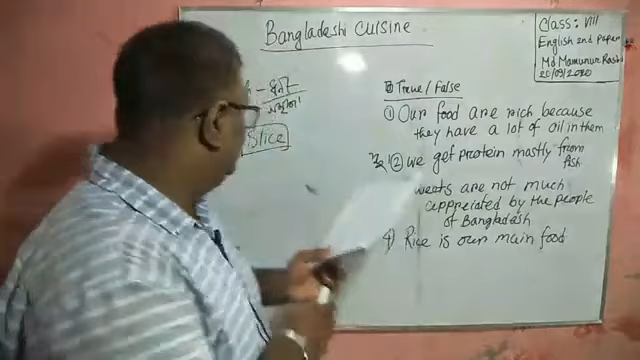 Bangladeshi Cuisine
Class: VIII
English 2nd Paper
Md Mamunur Rashid
20/09/2020
True/False
① Our food are rich because
they have a lot of oil in them
② we get protein mostly from
fish
weets are not much
appreciated by the people
of Bangladesh
4) Rice is our main food
Slice